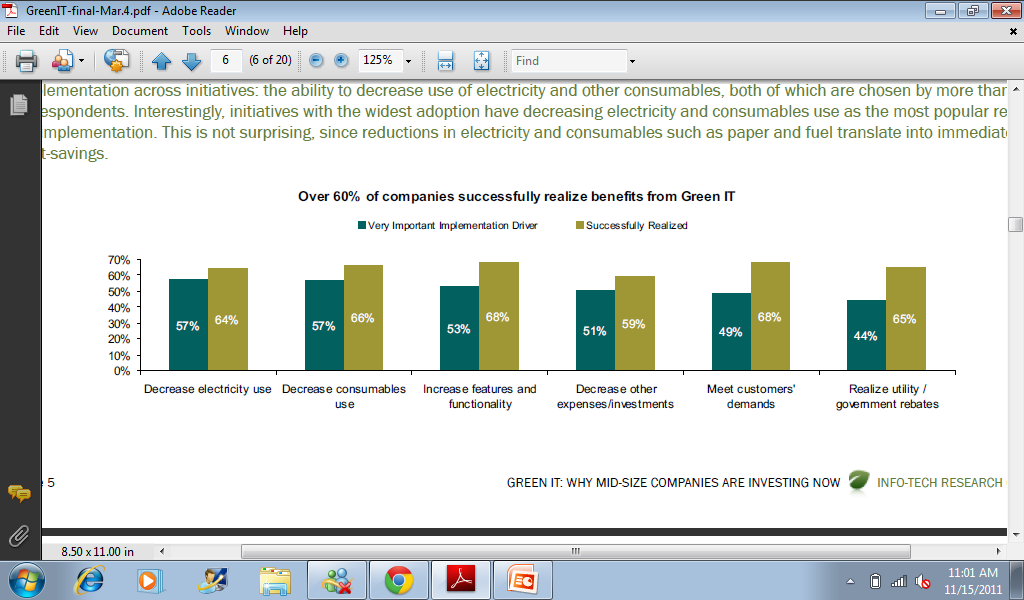 GreenIT-final-Mar.4.pdf - Adobe Reader
File Edit View Document Tools Window Help
6 (6 of 20) 125% Find
lementation across initiatives: the ability to decrease use of electricity and other consumables, both of which are chosen by more than
espondents. Interestingly, initiatives with the widest adoption have decreasing electricity and consumables use as the most popular re
mplementation. This is not surprising, since reductions in electricity and consumables such as paper and fuel translate into immediat
t-savings.
Over 60% of companies successfully realize benefits from Green IT
Very Important Implementation Driver Successfully Realized
70%
60%
50%
40%
30%
20%
10%
0%
57% 64% 57% 66% 53% 68% 51% 59% 49% 68% 44% 65%
Decrease electricity use Decrease consumables Increase features and Decrease other Meet customers' Realize utility /
use functionality expenses/investments demands government rebates
5 GREEN IT: WHY MID-SIZE COMPANIES ARE INVESTING NOW INFO-TECH RESEARCH
8.50 x 11.00 in
11:01 AM
11/15/2011